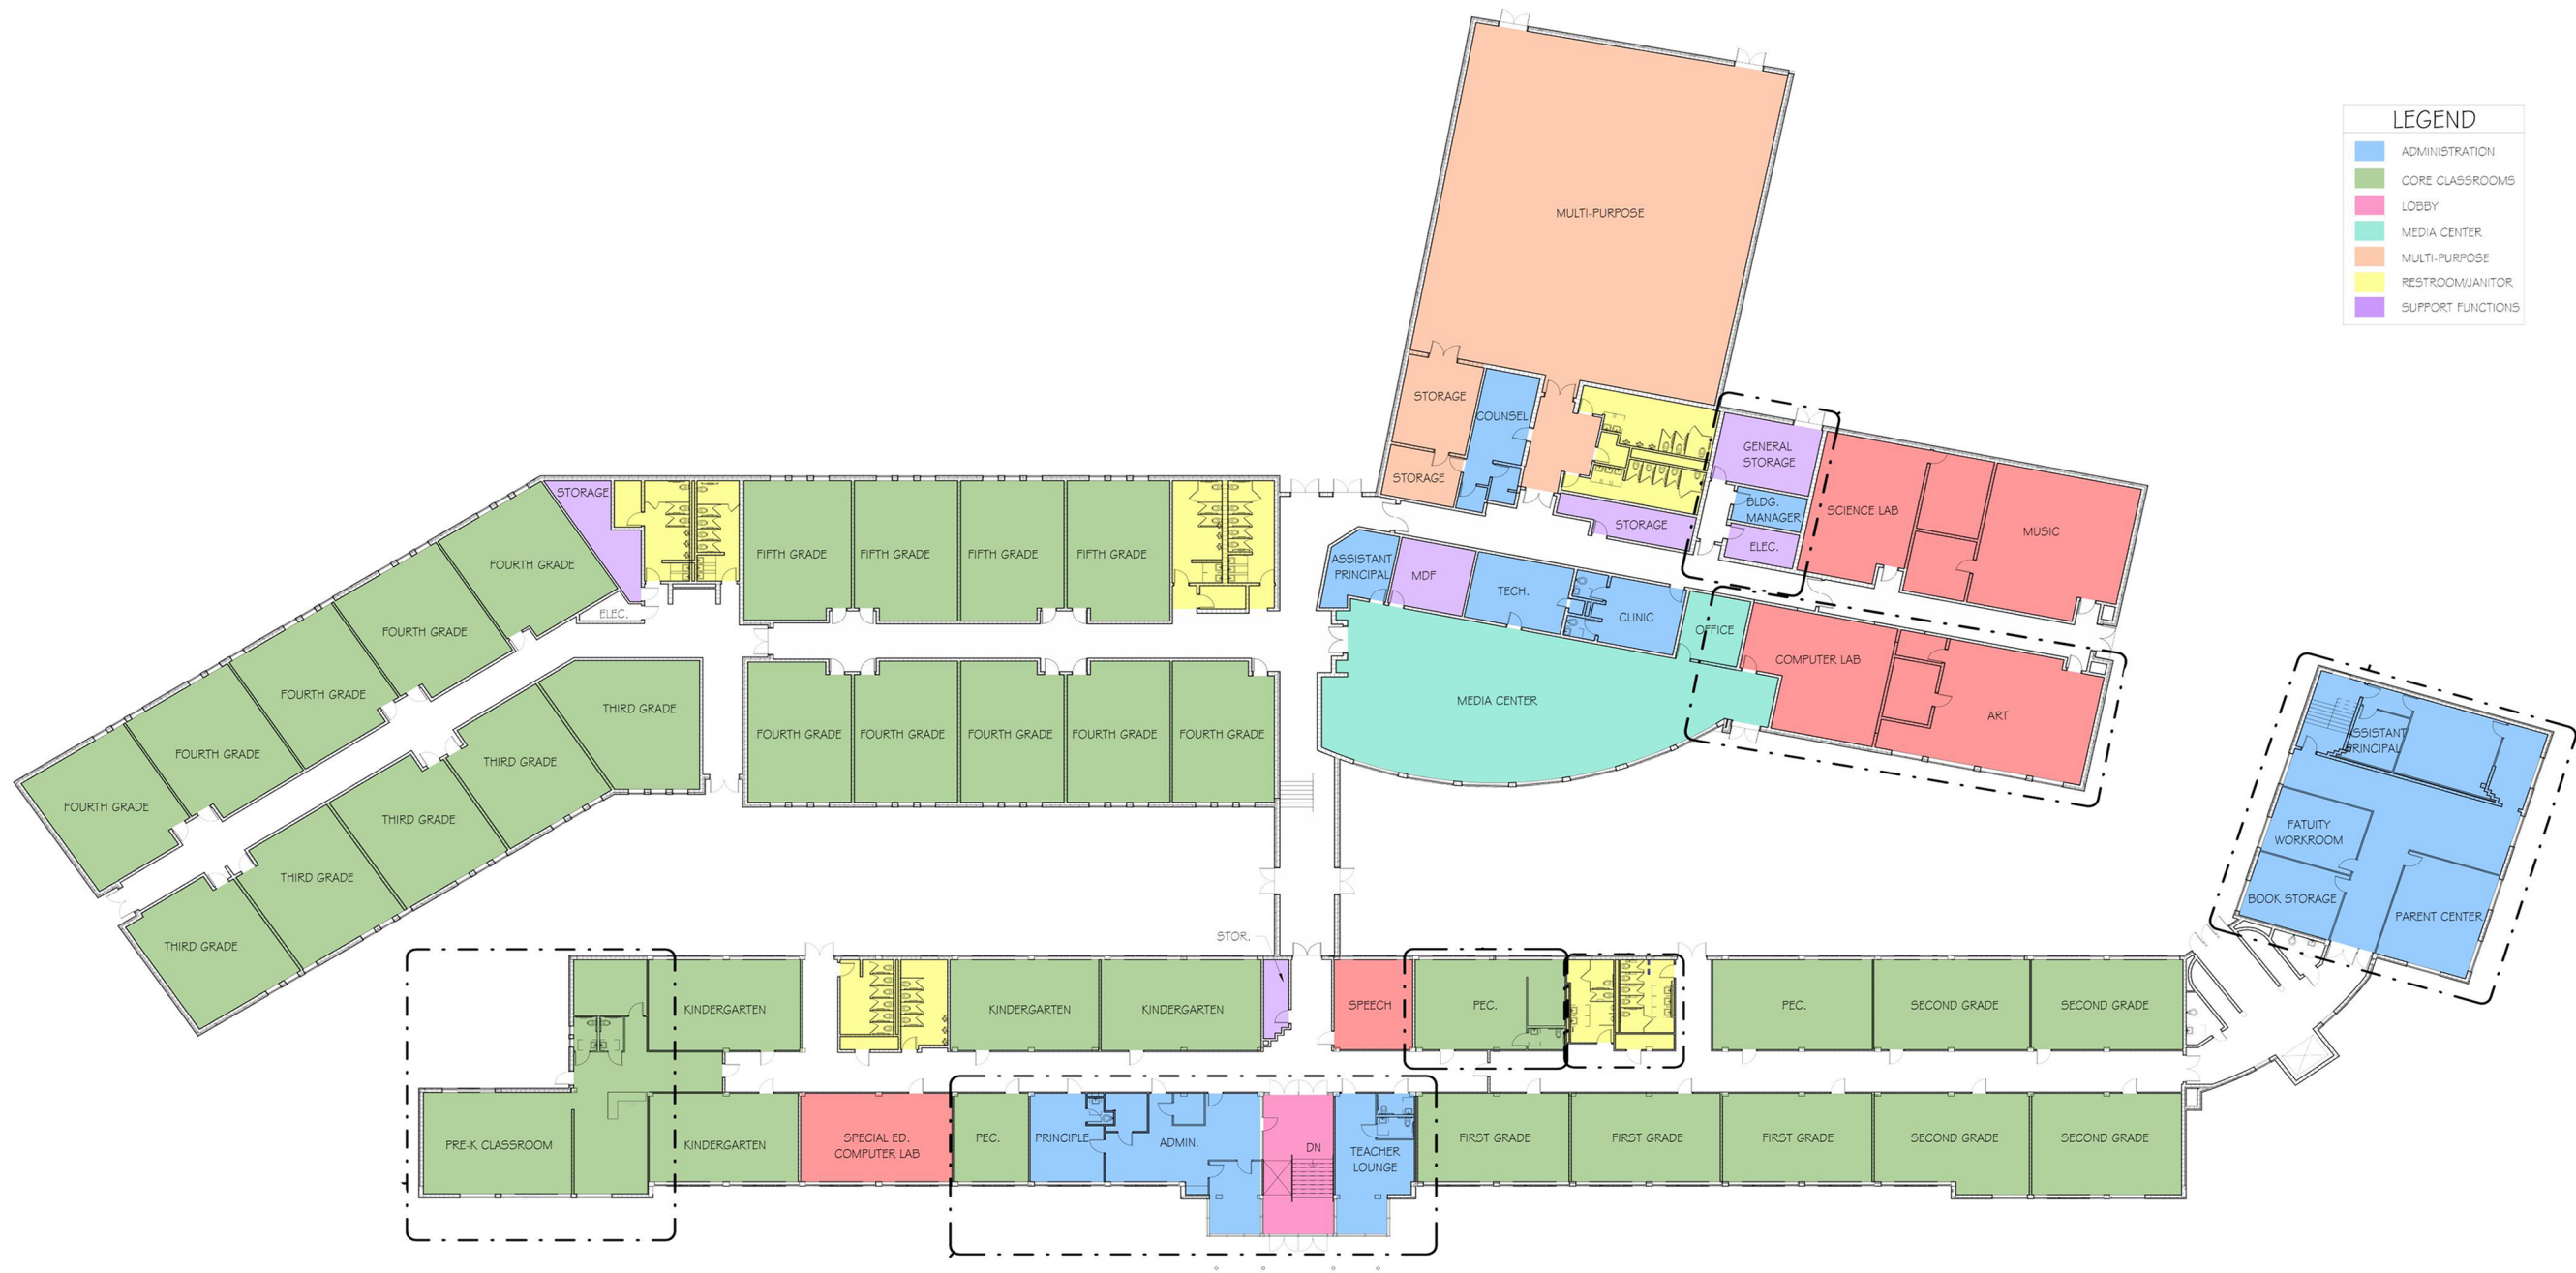 MULTI-PURPOSE
LEGEND
ADMINISTRATION
CORE CLASSROOMS
LOBBY
MEDIA CENTER
MULTI-PURPOSE
RESTROOM/JANITOR
SUPPORT FUNCTIONS
STORAGE
COUNSEL
STORAGE
GENERAL
STORAGE
BLDG.
MANAGER
ELEC.
SCIENCE LAB
MUSIC
STORAGE
STORAGE
ELEC.
FIFTH GRADE
FIFTH GRADE
FIFTH GRADE
FIFTH GRADE
ASSISTANT
PRINCIPAL
MDF
TECH.
CLINIC
OFFICE
COMPUTER LAB
ART
MEDIA CENTER
FOURTH GRADE
FOURTH GRADE
FOURTH GRADE
FOURTH GRADE
FOURTH GRADE
THIRD GRADE
THIRD GRADE
THIRD GRADE
THIRD GRADE
THIRD GRADE
FOURTH GRADE
FOURTH GRADE
FOURTH GRADE
FOURTH GRADE
FOURTH GRADE
ASSISTANT
PRINCIPAL
FATUITY
WORKROOM
BOOK STORAGE
PARENT CENTER
STOR.
KINDERGARTEN
KINDERGARTEN
KINDERGARTEN
SPEECH
PEC.
PEC.
SECOND GRADE
SECOND GRADE
PRE-K CLASSROOM
KINDERGARTEN
SPECIAL ED.
COMPUTER LAB
PEC.
PRINCIPLE
ADMIN.
DN
TEACHER
LOUNGE
FIRST GRADE
FIRST GRADE
FIRST GRADE
SECOND GRADE
SECOND GRADE